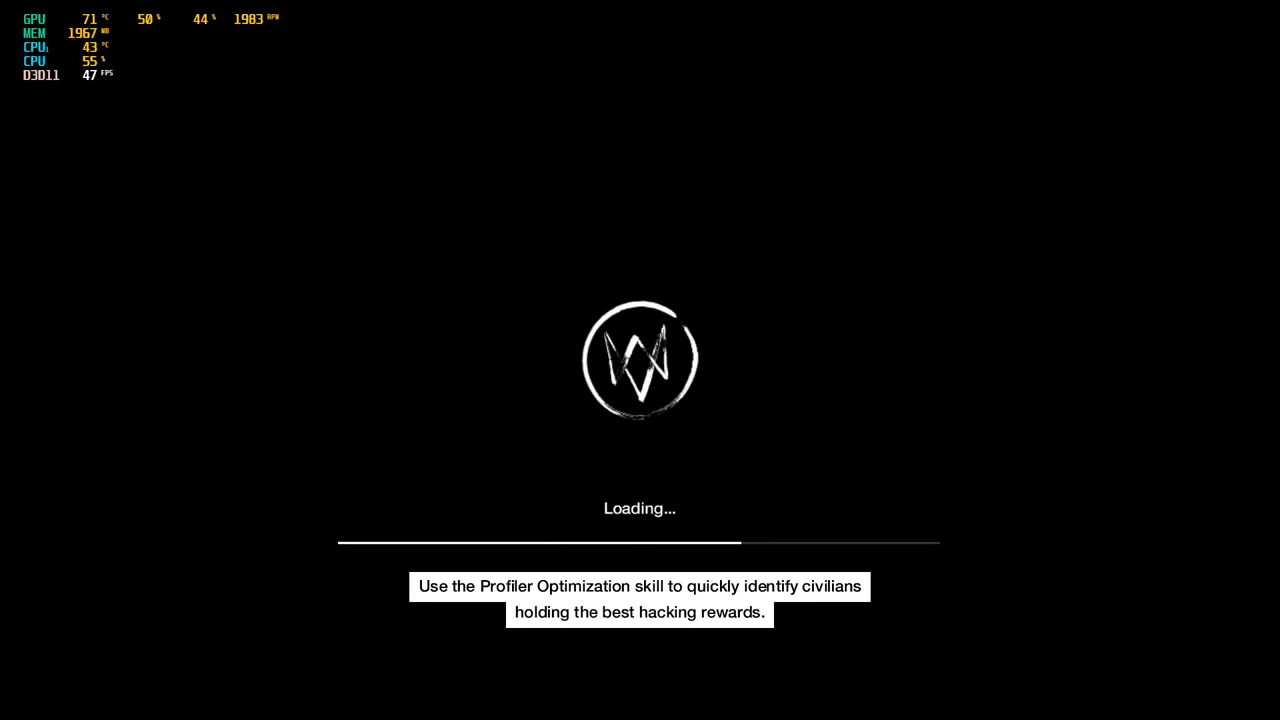 GPU 71 °C 50 % 44 % 1983 RPM
MEM 1967 MB
CPU1 43 °C
CPU 55 %
D3D11 47 FPS
Loading...
Use the Profiler Optimization skill to quickly identify civilians
holding the best hacking rewards.